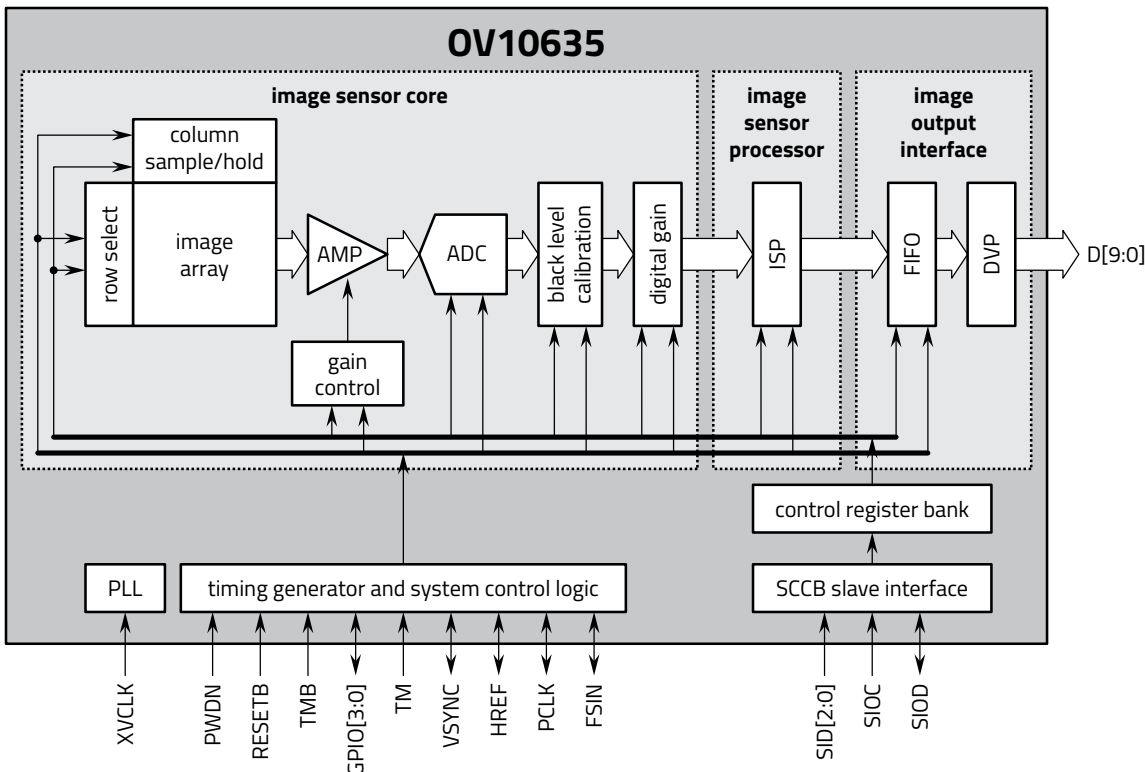 OV10635
image sensor core
image
sensor
processor
image
output
interface
column
sample/hold
row select
image
array
AMP
ADC
black level
calibration
digital gain
ISP
FIFO
DVP
D[9:0]
gain
control
control register bank
PLL
timing generator and system control logic
SCCB slave interface
XVCLK
PWDN
RESETB
TMB
GPIO[3:0]
TM
VSYNC
HREF
PCLK
FSIN
SID[2:0]
SIOC
SIOD